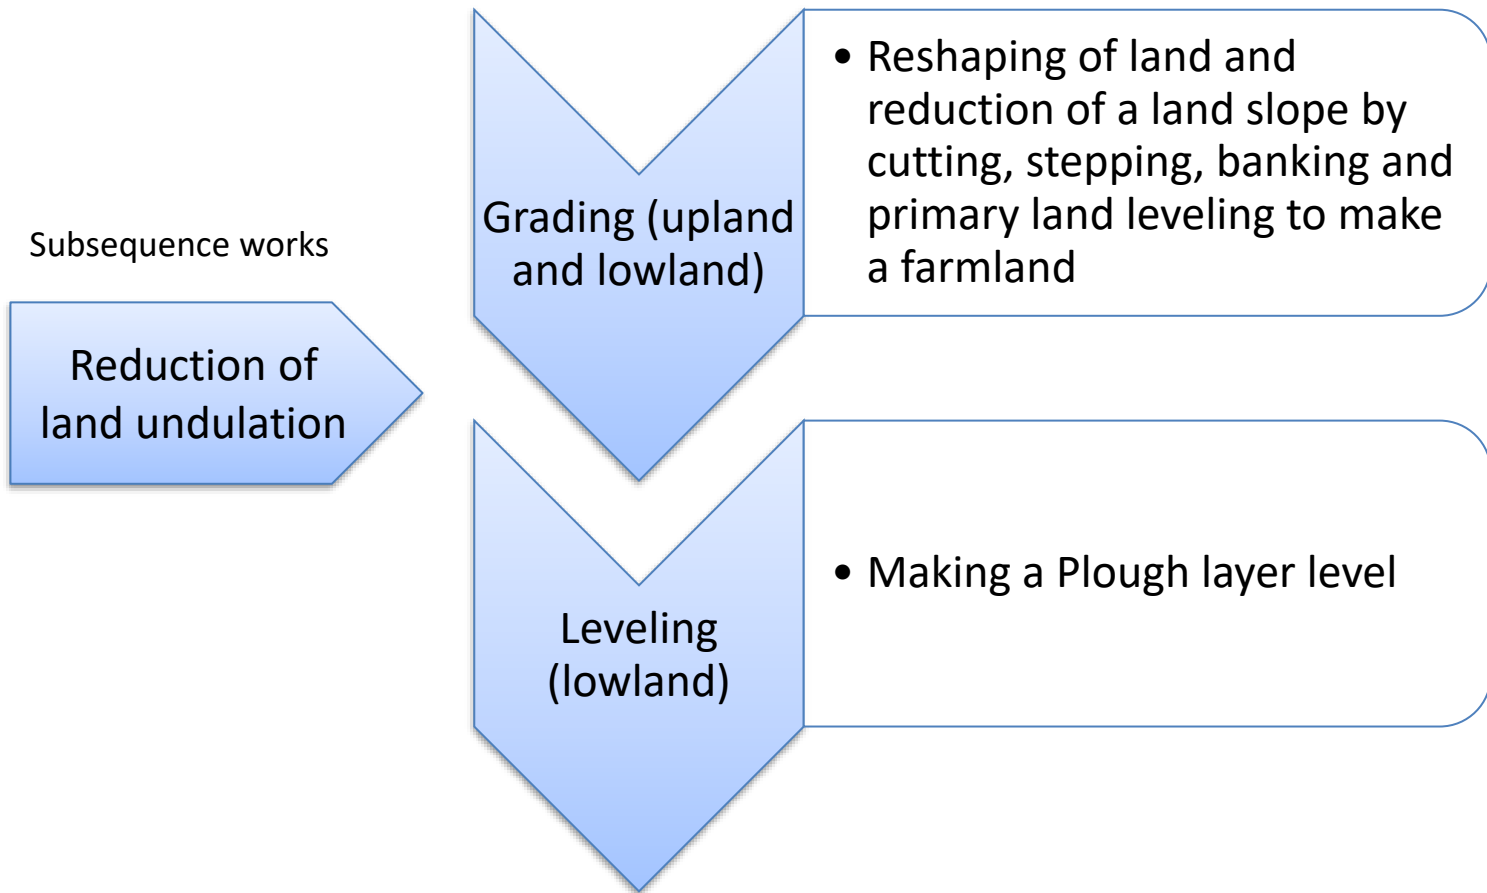 Subsequence works
Reduction of
land undulation
Grading (upland
and lowland)
• Reshaping of land and
reduction of a land slope by
cutting, stepping, banking and
primary land leveling to make
a farmland
Leveling
(lowland)
• Making a Plough layer level